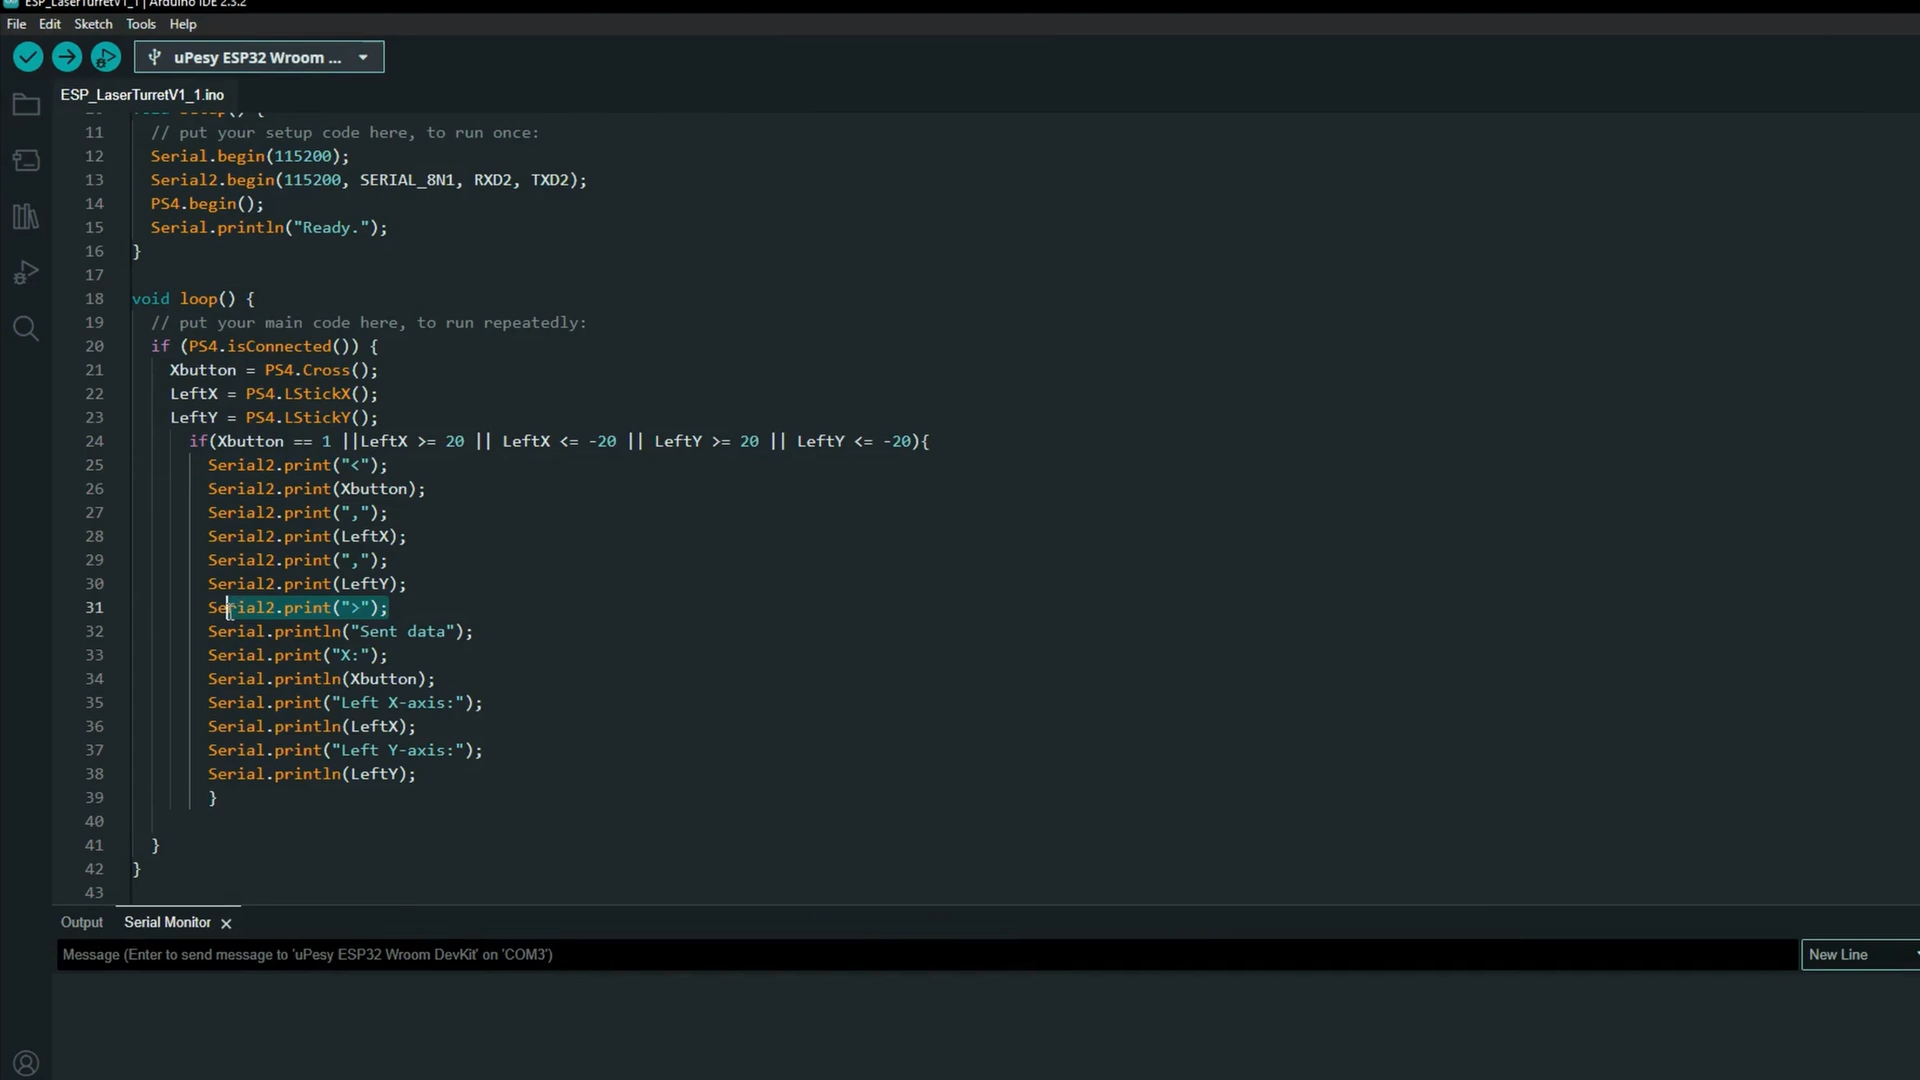 ESP_LaserTurretV1_1 | Arduino IDE 2.3.2
File Edit Sketch Tools Help
uPesy ESP32 Wroom ...
ESP_LaserTurretV1_1.ino
10 void setup() {
11 // put your setup code here, to run once:
12 Serial.begin(115200);
13 Serial2.begin(115200, SERIAL_8N1, RXD2, TXD2);
14 PS4.begin();
15 Serial.println("Ready.");
16 }
17
18 void loop() {
19 // put your main code here, to run repeatedly:
20 if (PS4.isConnected()) {
21 Xbutton = PS4.Cross();
22 LeftX = PS4.LStickX();
23 LeftY = PS4.LStickY();
24 if(Xbutton == 1 ||LeftX >= 20 || LeftX <= -20 || LeftY >= 20 || LeftY <= -20){
25 Serial2.print("<");
26 Serial2.print(Xbutton);
27 Serial2.print(",");
28 Serial2.print(LeftX);
29 Serial2.print(",");
30 Serial2.print(LeftY);
31 Serial2.print(">");
32 Serial.println("Sent data");
33 Serial.print("X:");
34 Serial.println(Xbutton);
35 Serial.print("Left X-axis:");
36 Serial.println(LeftX);
37 Serial.print("Left Y-axis:");
38 Serial.println(LeftY);
39 }
40
41 }
42 }
43
Output Serial Monitor
Message (Enter to send message to 'uPesy ESP32 Wroom DevKit' on 'COM3') New Line